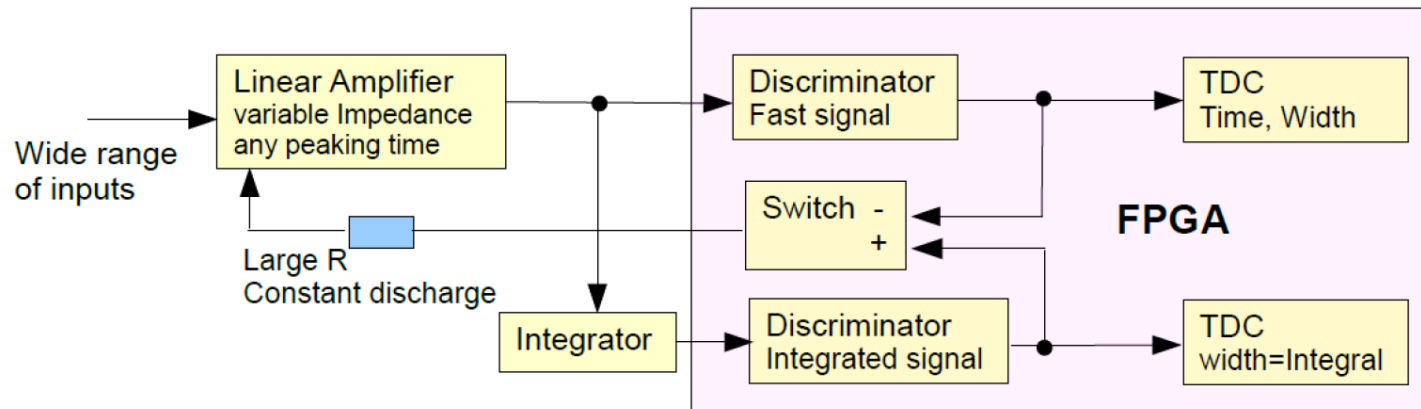 Linear Amplifier
variable Impedance
any peaking time
Wide range
of inputs
Discriminator
Fast signal
TDC
Time, Width
Switch -
+
FPGA
Large R
Constant discharge
Integrator
Discriminator
Integrated signal
TDC
width=Integral